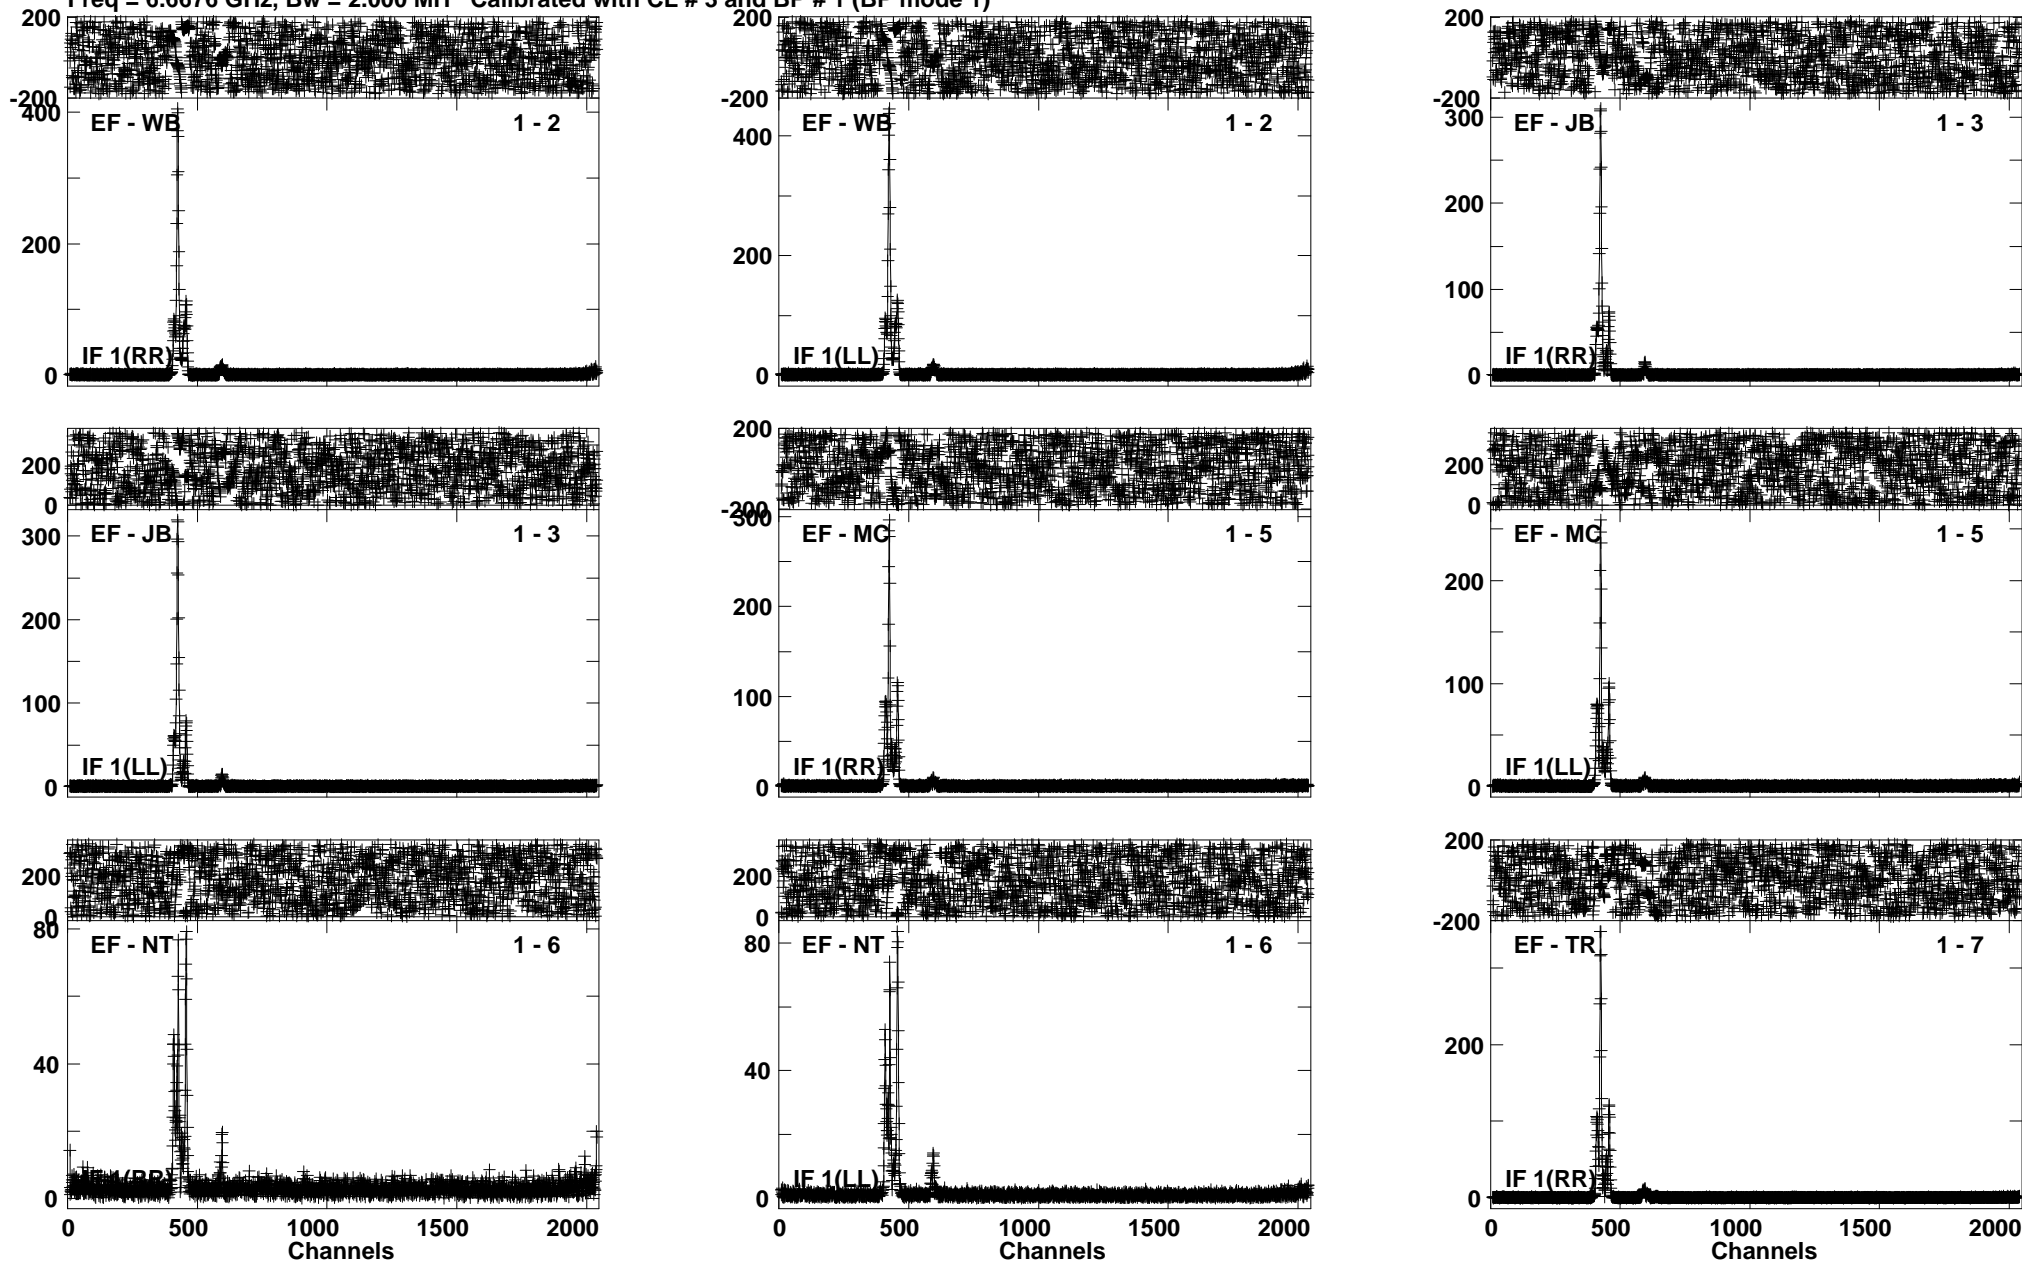 Freq = 6.6676 GHz, Bw = 2.000 MH Calibrated with CL # 3 and BP # 1 (BP mode 1)
200 200 200
-200 -200 -200
400 EF - WB 1 - 2
400 EF - WB 1 - 2
300 EF - JB 1 - 3
200 200 200
100
IF 1(RR) IF 1(LL) IF 1(RR)
0 0 0
200 200 200
0 -200 0
300 EF - JB 1 - 3
300 EF - MC 1 - 5
EF - MC 1 - 5
200 200 200
100 100 100
IF 1(LL) IF 1(RR) IF 1(LL)
0 0 0
200 200 200
0 0 -200
80 EF - NT 1 - 6
80 EF - NT 1 - 6
EF - TR 1 - 7
40 40 200
IF 1(RR) IF 1(LL) IF 1(RR)
0 0 0
0 500 1000 1500 2000 0 500 1000 1500 2000 0 500 1000 1500 2000
Channels Channels Channels